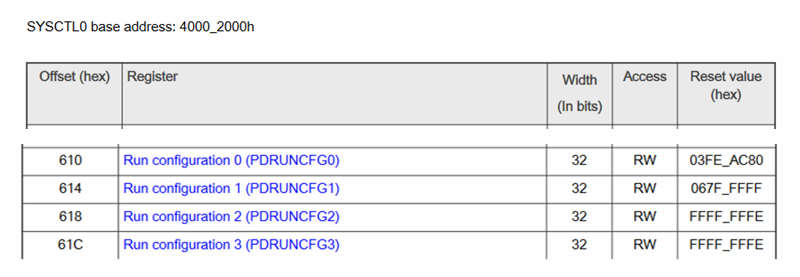 SYSCTL0 base address: 4000_2000h
Offset (hex) Register Width (In bits) Access Reset value (hex)
610 Run configuration 0 (PDRUNCFG0) 32 RW 03FE_AC80
614 Run configuration 1 (PDRUNCFG1) 32 RW 067F_FFFF
618 Run configuration 2 (PDRUNCFG2) 32 RW FFFF_FFFE
61C Run configuration 3 (PDRUNCFG3) 32 RW FFFF_FFFE